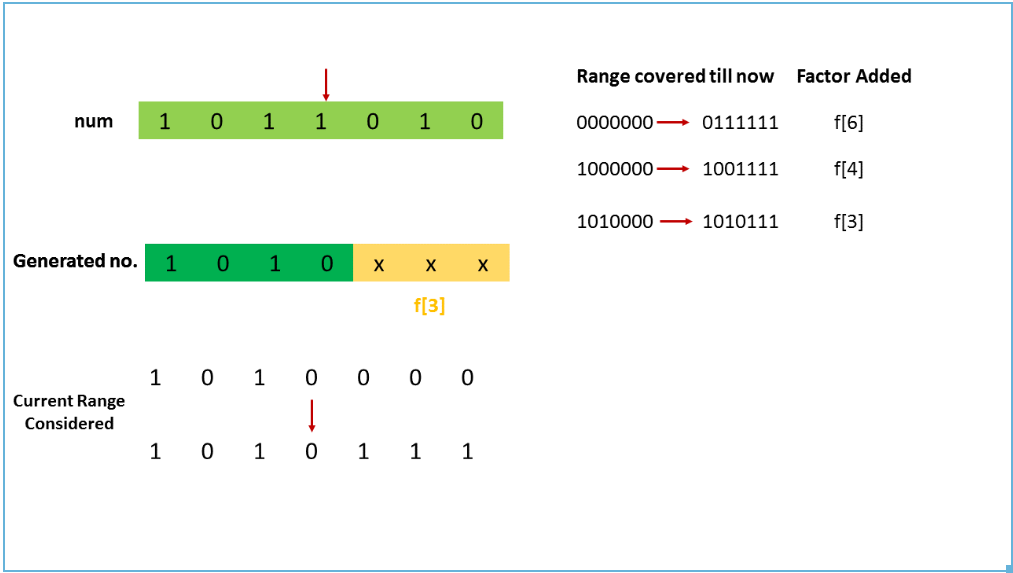 num 1 0 1 1 0 1 0
Generated no. 1 0 1 0 x x x
f[3]
1 0 1 0 0 0 0
Current Range
Considered
1 0 1 0 1 1 1
Range covered till now Factor Added
0000000 → 0111111 f[6]
1000000 → 1001111 f[4]
1010000 → 1010111 f[3]